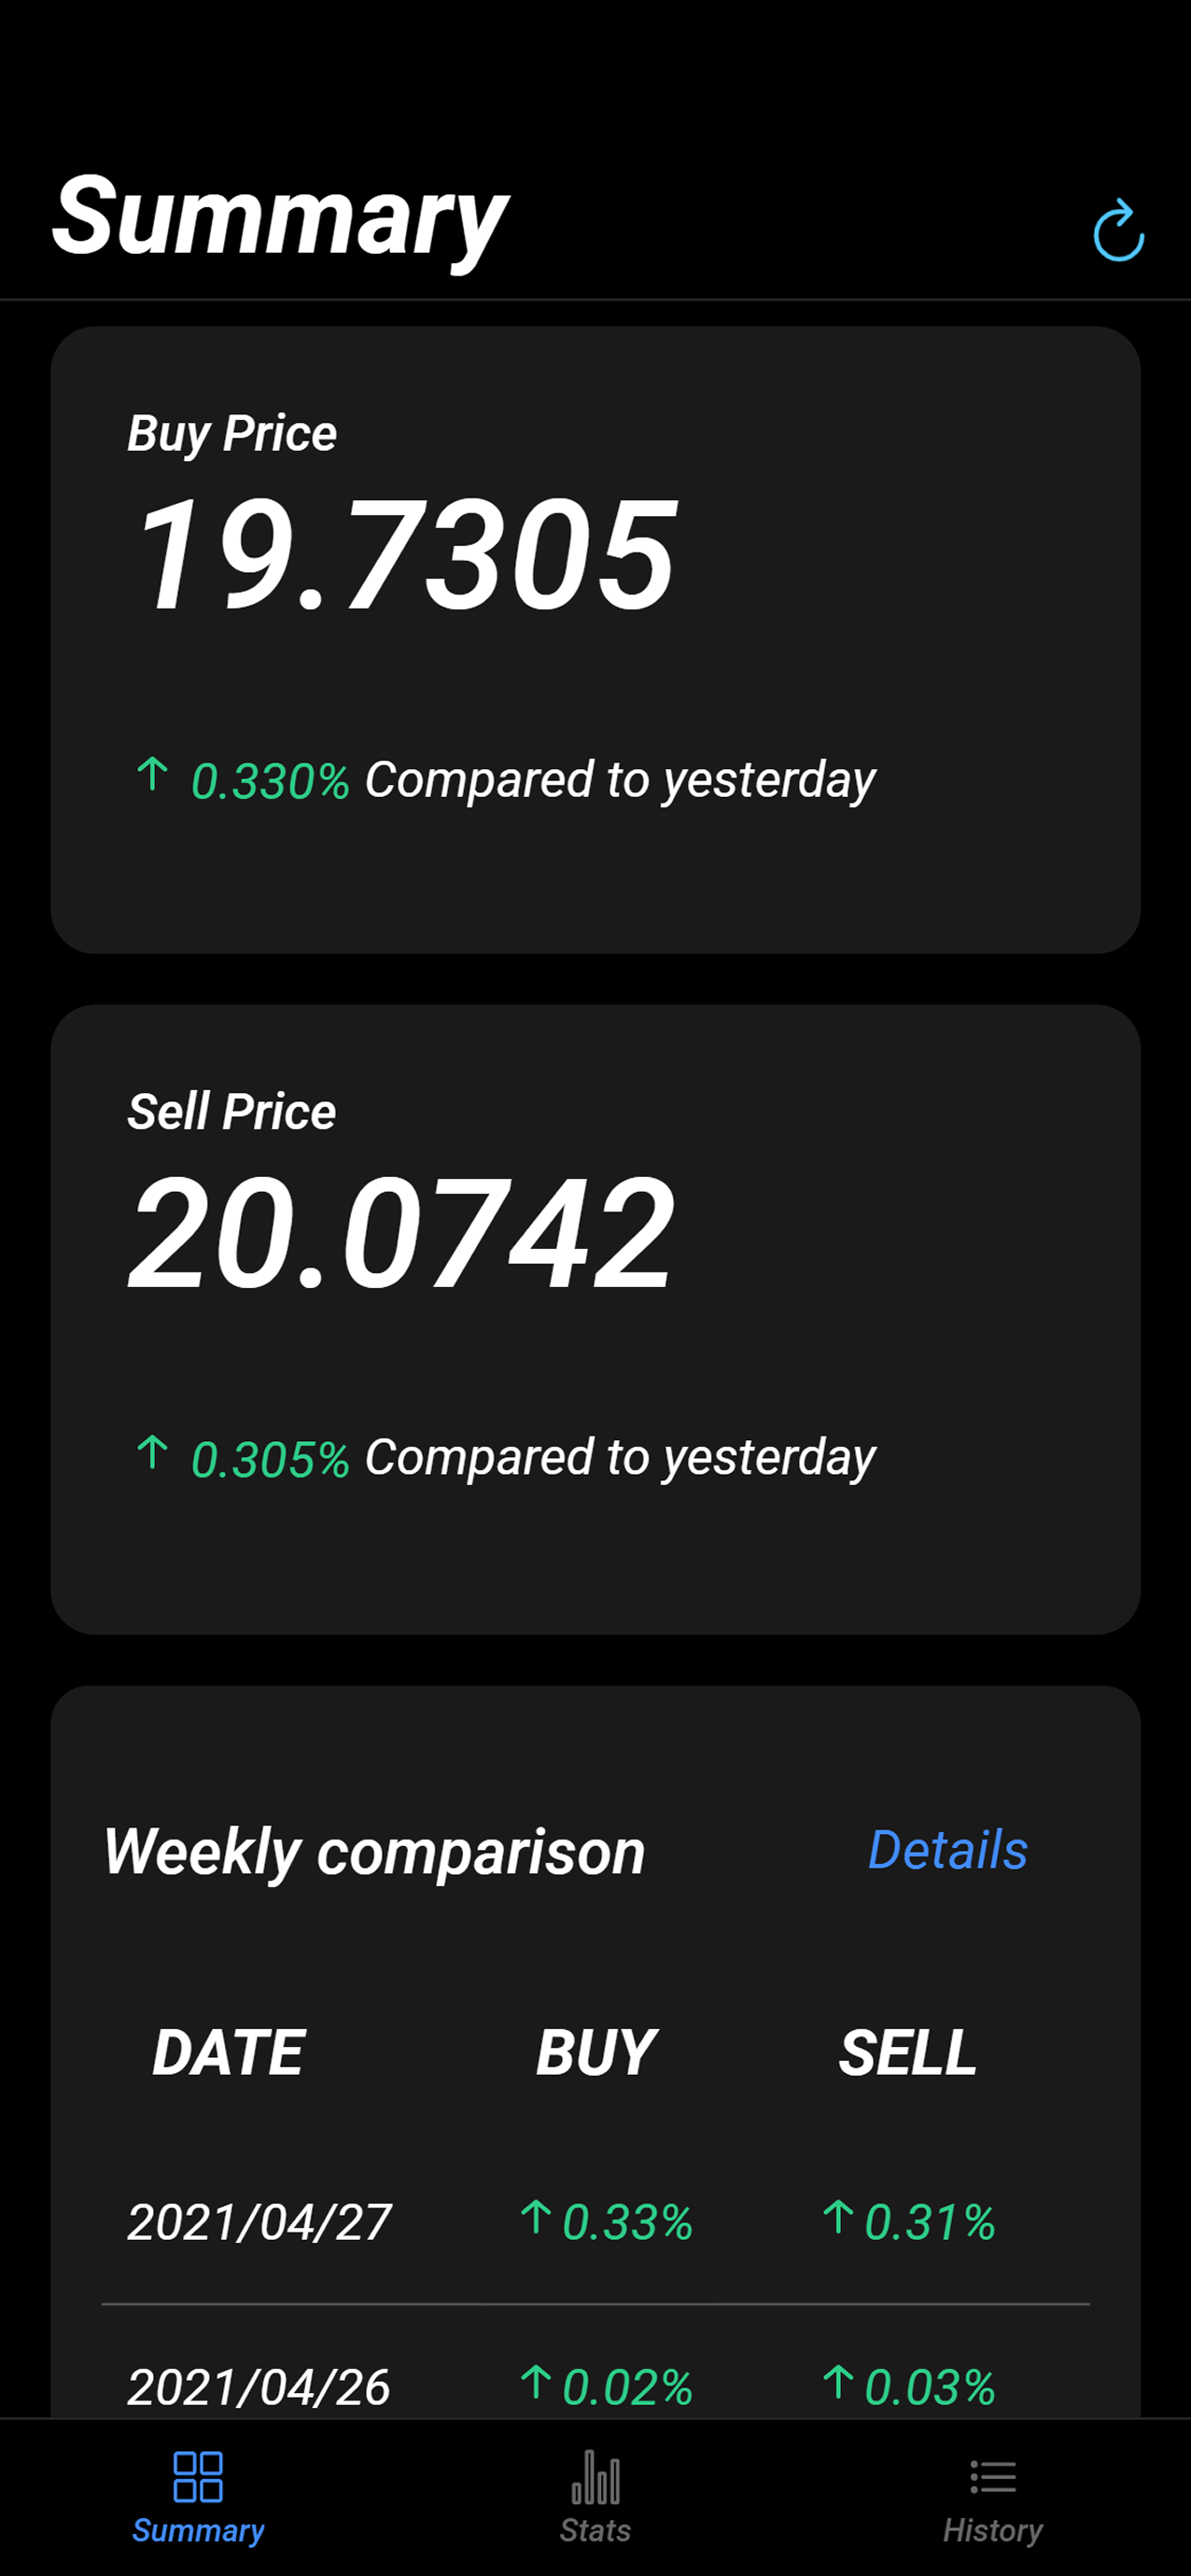 Summary
Buy Price
19.7305
↑ 0.330% Compared to yesterday
Sell Price
20.0742
↑ 0.305% Compared to yesterday
Weekly comparison Details
DATE BUY SELL
2021/04/27 ↑0.33% ↑0.31%
2021/04/26 ↑0.02% ↑0.03%
Summary Stats History